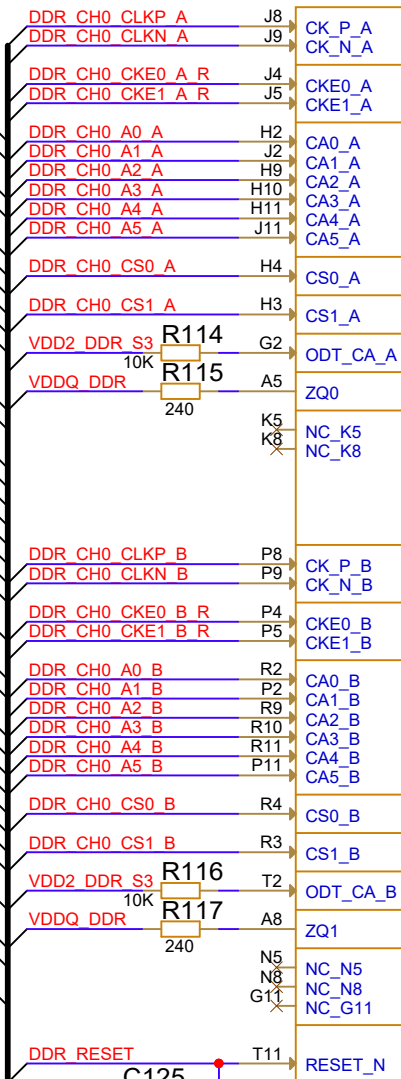 DDR_CH0_CLKP_A J8 CK_P_A
DDR_CH0_CLKN_A J9 CK_N_A
DDR_CH0_CKE0_A_R J4 CKE0_A
DDR_CH0_CKE1_A_R J5 CKE1_A
DDR_CH0_A0_A H2 CA0_A
DDR_CH0_A1_A J2 CA1_A
DDR_CH0_A2_A H9 CA2_A
DDR_CH0_A3_A H10 CA3_A
DDR_CH0_A4_A H11 CA4_A
DDR_CH0_A5_A J11 CA5_A
DDR_CH0_CS0_A H4 CS0_A
DDR_CH0_CS1_A H3 CS1_A
VDD2_DDR_S3 R114 10K G2 ODT_CA_A
VDDQ_DDR R115 240 A5 ZQ0
K5 NC_K5
K8 NC_K8
DDR_CH0_CLKP_B P8 CK_P_B
DDR_CH0_CLKN_B P9 CK_N_B
DDR_CH0_CKE0_B_R P4 CKE0_B
DDR_CH0_CKE1_B_R P5 CKE1_B
DDR_CH0_A0_B R2 CA0_B
DDR_CH0_A1_B P2 CA1_B
DDR_CH0_A2_B R9 CA2_B
DDR_CH0_A3_B R10 CA3_B
DDR_CH0_A4_B R11 CA4_B
DDR_CH0_A5_B P11 CA5_B
DDR_CH0_CS0_B R4 CS0_B
DDR_CH0_CS1_B R3 CS1_B
VDD2_DDR_S3 R116 10K T2 ODT_CA_B
VDDQ_DDR R117 240 A8 ZQ1
N5 NC_N5
N8 NC_N8
G11 NC_G11
DDR_RESET T11 RESET_N
C125